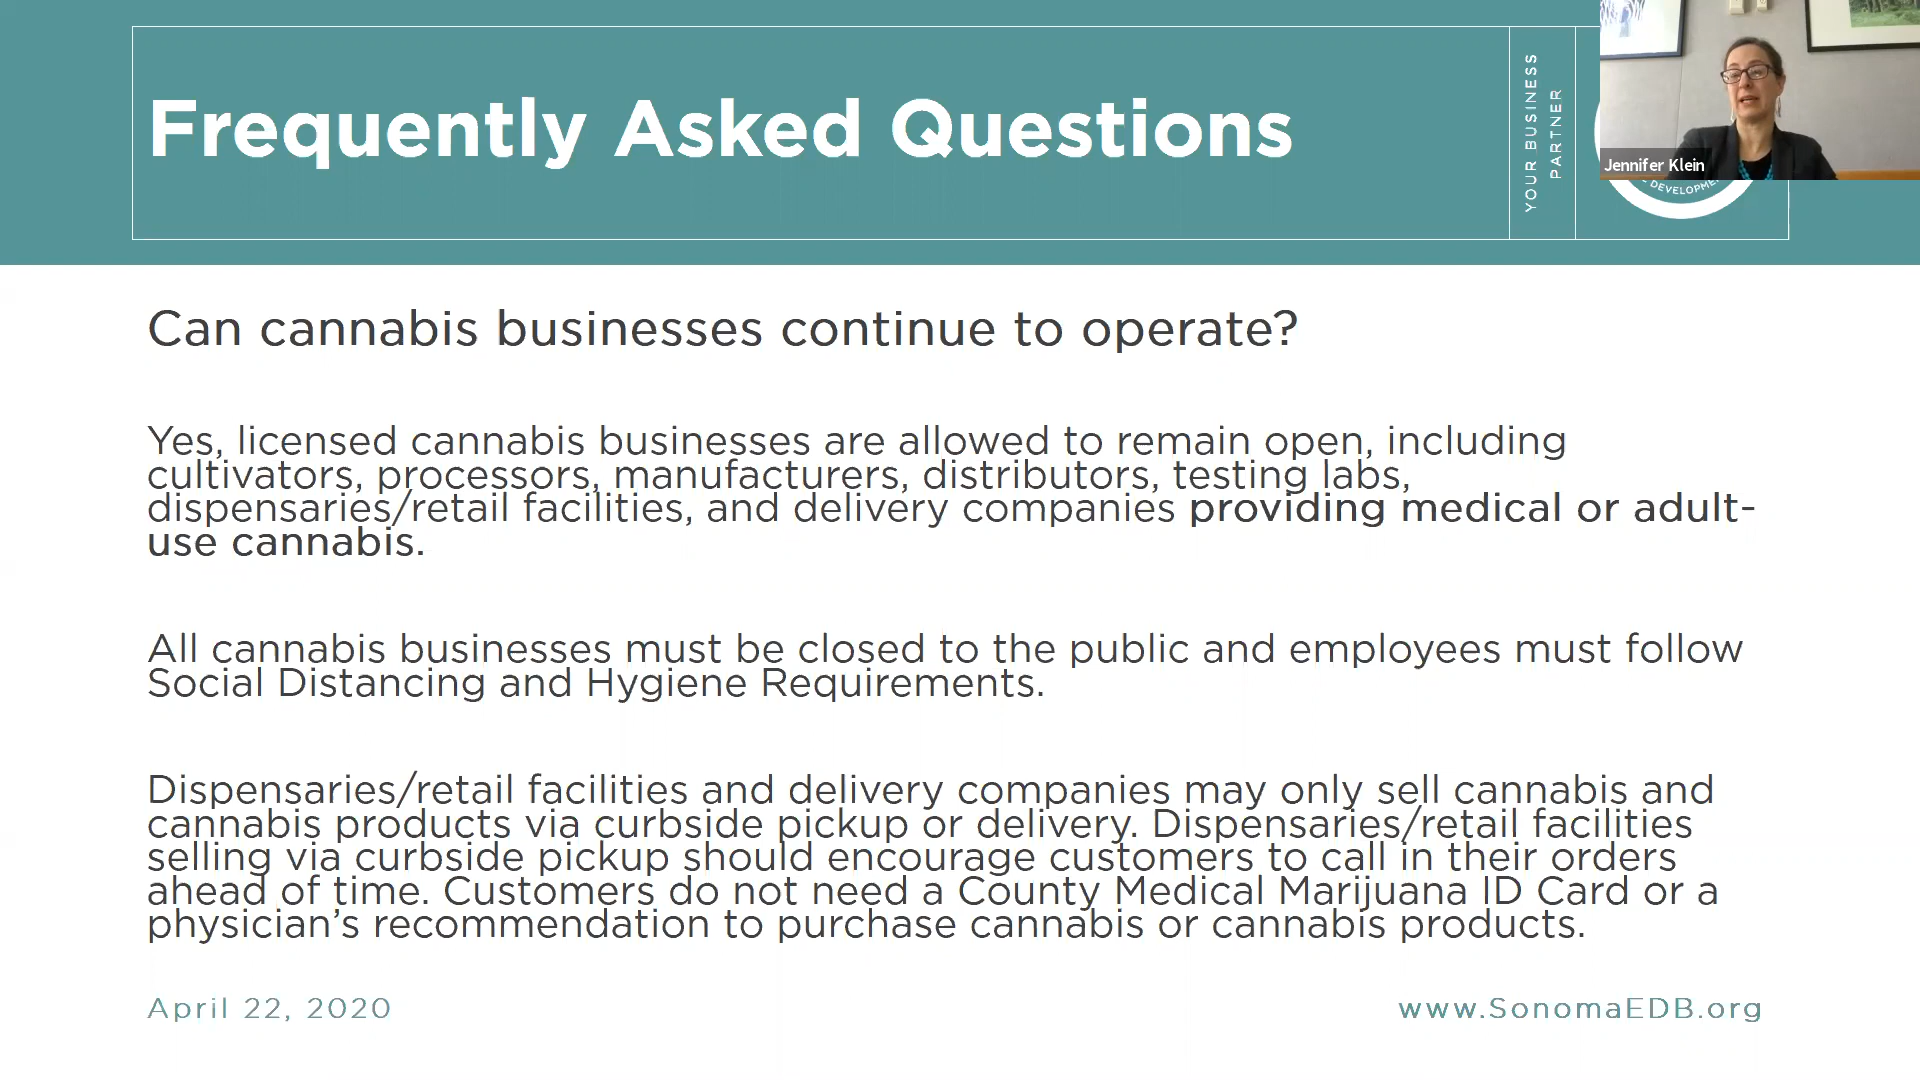 Frequently Asked Questions
YOUR BUSINESS
PARTNER
DEVELOPME
Jennifer Klein
Can cannabis businesses continue to operate?
Yes, licensed cannabis businesses are allowed to remain open, including
cultivators, processors, manufacturers, distributors, testing labs,
dispensaries/retail facilities, and delivery companies providing medical or adult-
use cannabis.
All cannabis businesses must be closed to the public and employees must follow
Social Distancing and Hygiene Requirements.
Dispensaries/retail facilities and delivery companies may only sell cannabis and
cannabis products via curbside pickup or delivery. Dispensaries/retail facilities
selling via curbside pickup should encourage customers to call in their orders
ahead of time. Customers do not need a County Medical Marijuana ID Card or a
physician’s recommendation to purchase cannabis or cannabis products.
April 22, 2020
www.SonomaEDB.org